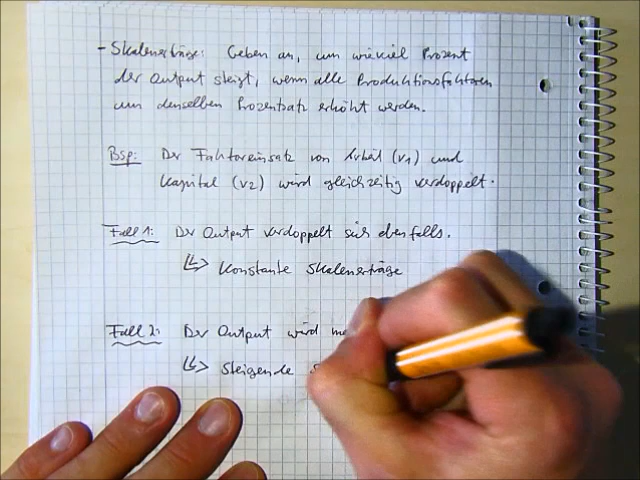 - Skalenerträge: Geben an, um wieviel Prozent
der Output steigt, wenn alle Produktionsfaktoren
um denselben Prozentsatz erhöht werden.
Bsp: Der Faktoreinsatz von Arbeit (v1) und
Kapital (v2) wird gleichzeitig verdoppelt.
Fall 1: Der Output verdoppelt sich ebenfalls.
↳> Konstante Skalenerträge
Fall 2: Der Output wird me
↳> Steigende S